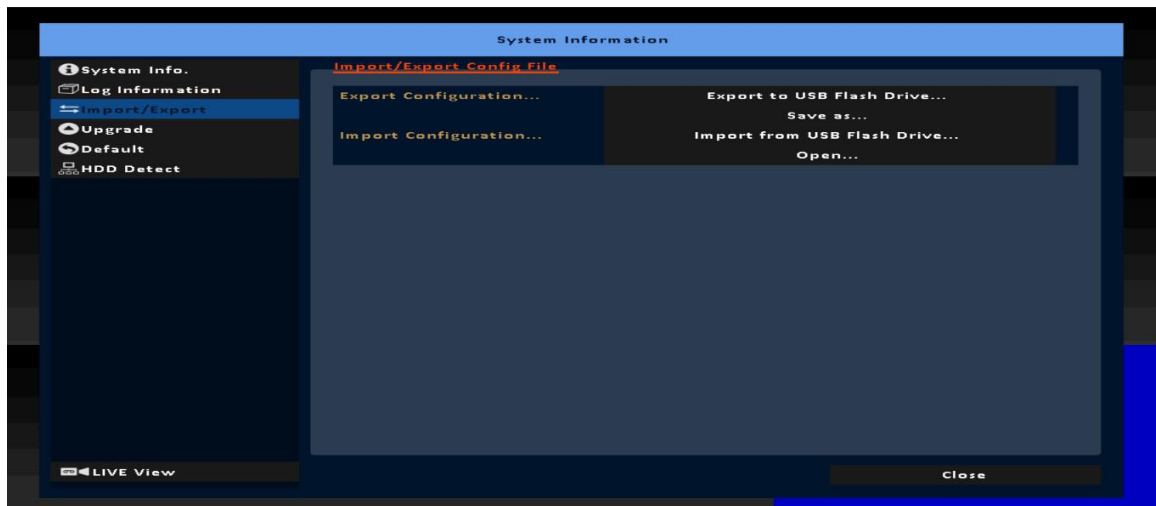 System Information
System Info.
Log Information
Import/Export
Upgrade
Default
HDD Detect
LIVE View
Import/Export Config File
Export Configuration... Export to USB Flash Drive...
Save as...
Import Configuration... Import from USB Flash Drive...
Open...
Close